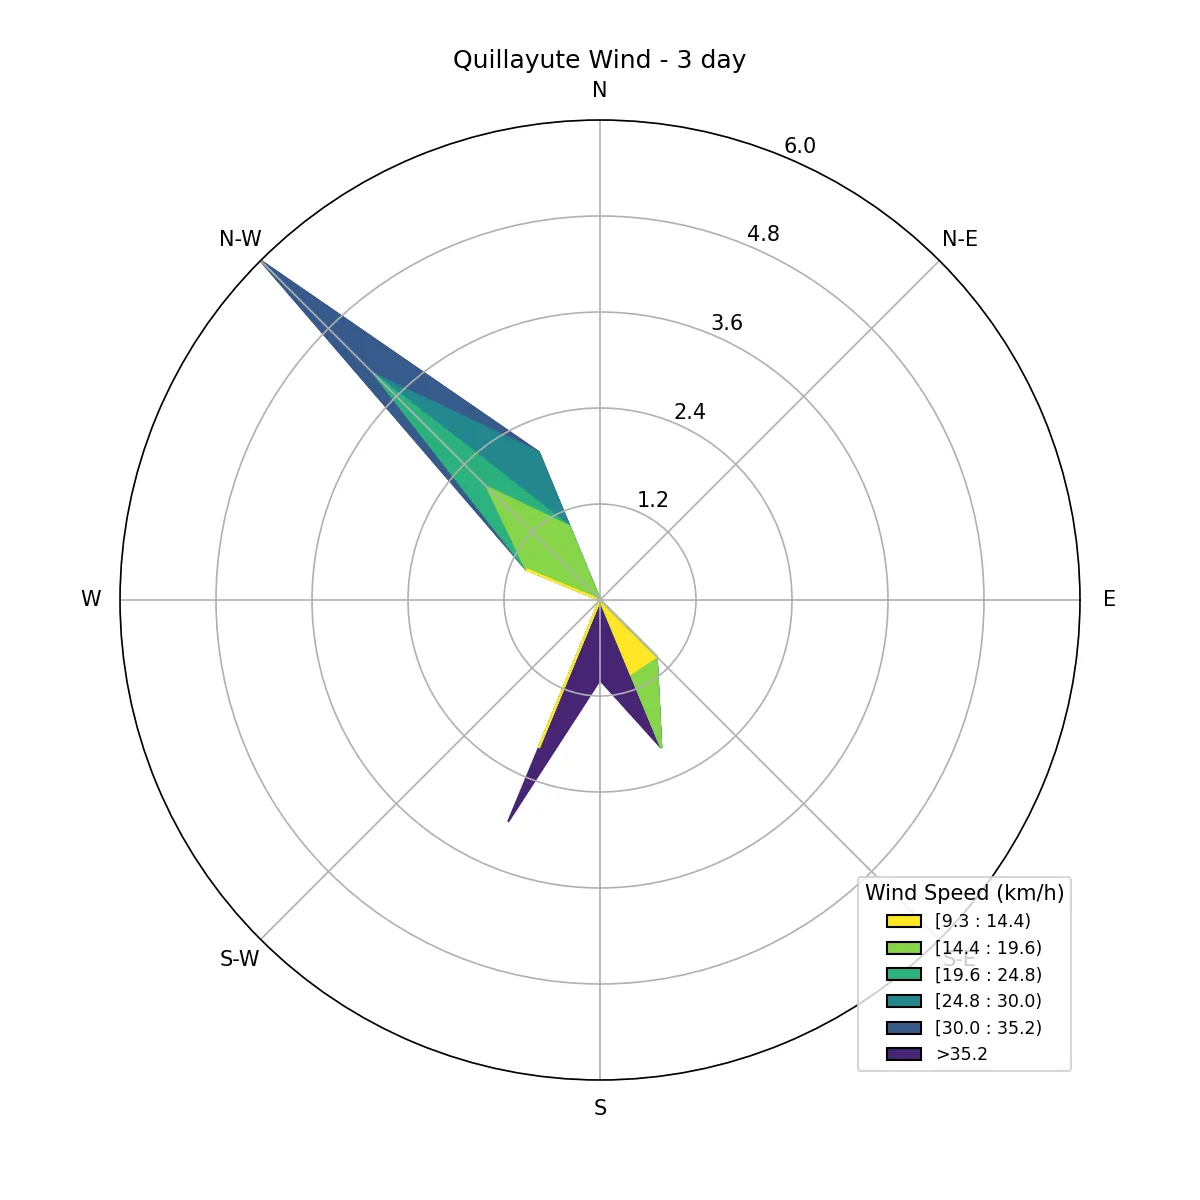 Quillayute Wind - 3 day
N
6.0
4.8
N-W
N-E
3.6
2.4
1.2
W
E
Wind Speed (km/h)
[9.3 : 14.4)
[14.4 : 19.6)
S-W
S-E
[19.6 : 24.8)
[24.8 : 30.0)
[30.0 : 35.2)
>35.2
S